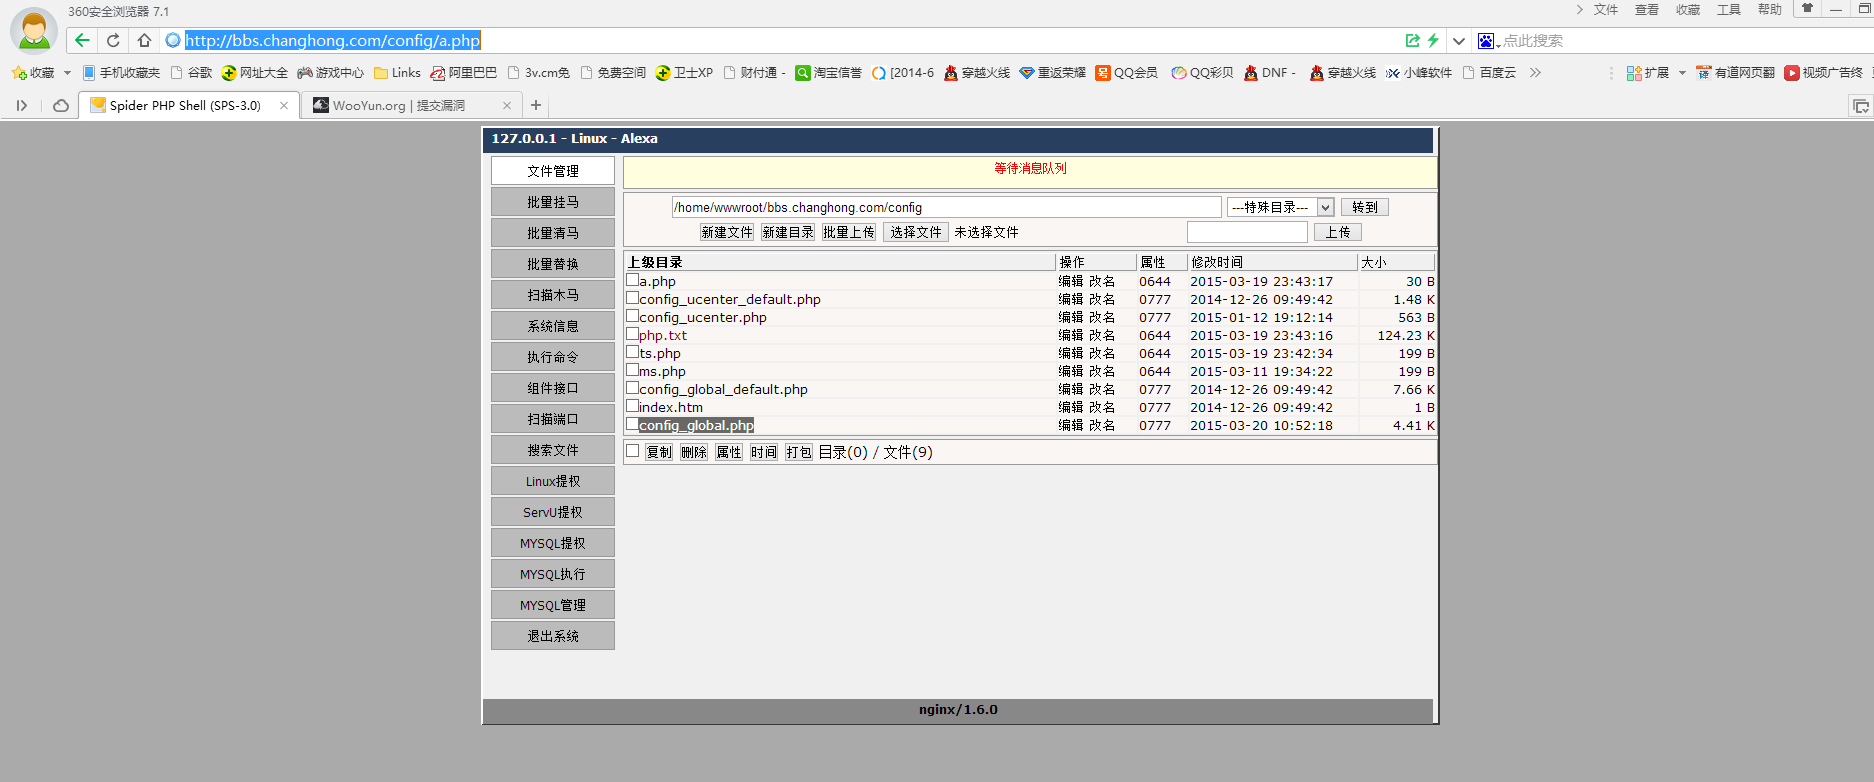 360安全浏览器 7.1
文件 查看 收藏 工具 帮助
http://bbs.changhong.com/config/a.php
点此搜索
收藏 手机收藏夹 谷歌 网址大全 游戏中心 Links 阿里巴巴 3v.cm免 免费空间 卫士XP 财付通 - 淘宝信誉 [2014-6 穿越火线 重返荣耀 QQ会员 QQ彩贝 DNF - 穿越火线 小峰软件 百度云 扩展 有道网页翻 视频广告终
Spider PHP Shell (SPS-3.0) WooYun.org | 提交漏洞
127.0.0.1 - Linux - Alexa
文件管理
批量挂马
批量清马
批量替换
扫描木马
系统信息
执行命令
组件接口
扫描端口
搜索文件
Linux提权
ServU提权
MYSQL提权
MYSQL执行
MYSQL管理
退出系统
等待消息队列
/home/wwwroot/bbs.changhong.com/config ---特殊目录--- 转到
新建文件 新建目录 批量上传 选择文件 未选择文件 上传
上级目录 操作 属性 修改时间 大小
a.php 编辑 改名 0644 2015-03-19 23:43:17 30 B
config_ucenter_default.php 编辑 改名 0777 2014-12-26 09:49:42 1.48 K
config_ucenter.php 编辑 改名 0777 2015-01-12 19:12:14 563 B
php.txt 编辑 改名 0644 2015-03-19 23:43:16 124.23 K
ts.php 编辑 改名 0644 2015-03-19 23:42:34 199 B
ms.php 编辑 改名 0644 2015-03-11 19:34:22 199 B
config_global_default.php 编辑 改名 0777 2014-12-26 09:49:42 7.66 K
index.htm 编辑 改名 0777 2014-12-26 09:49:42 1 B
config_global.php 编辑 改名 0777 2015-03-20 10:52:18 4.41 K
复制 删除 属性 时间 打包 目录(0) / 文件(9)
nginx/1.6.0